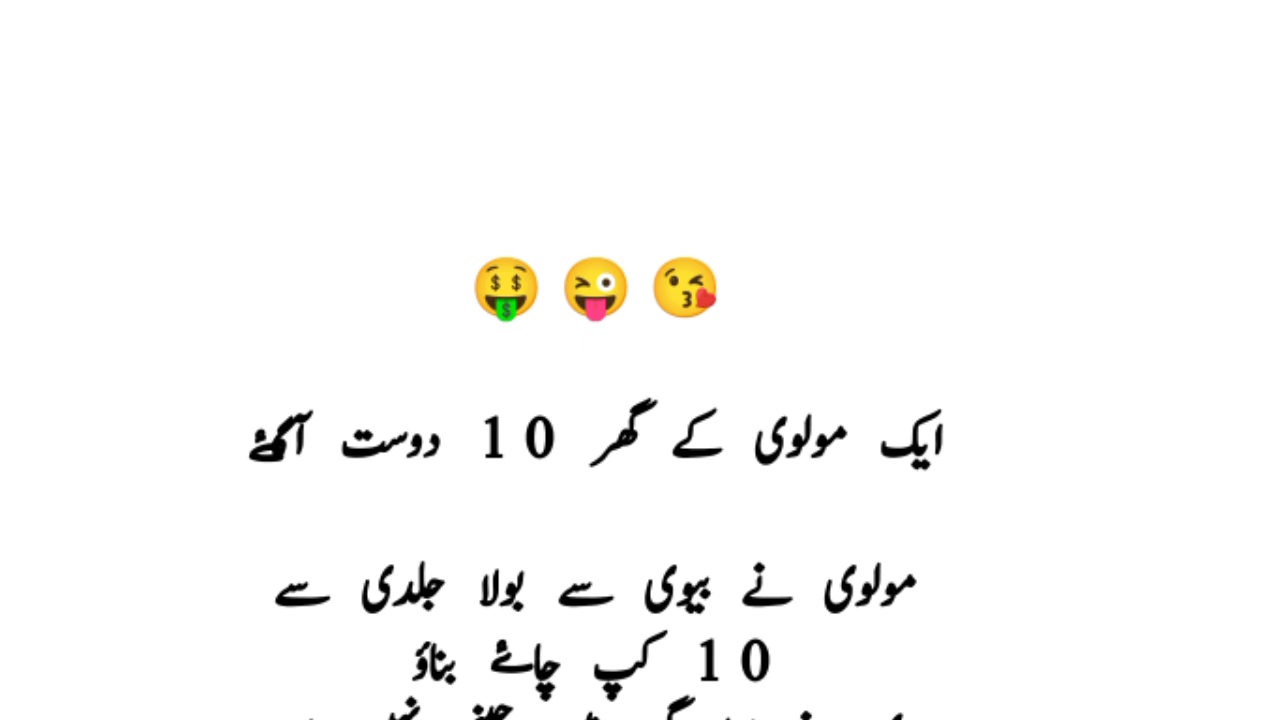 🤑 😜 😘
ایک مولوی کے گھر 10 دوست آگئے
مولوی نے بیوی سے بولا جلدی سے
10 کپ چائے بناؤ